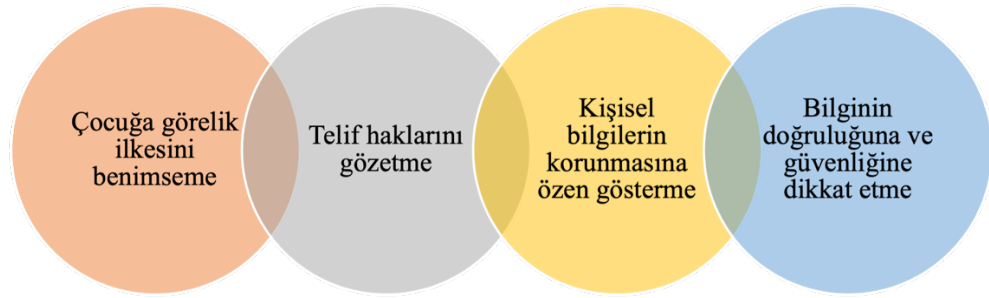 Çocuğa görelik
ilkesini
benimseme
Telif haklarını
gözetme
Kişisel
bilgilerin
korunmasına
özen gösterme
Bilginin
doğruluğuna ve
güvenliğine
dikkat etme